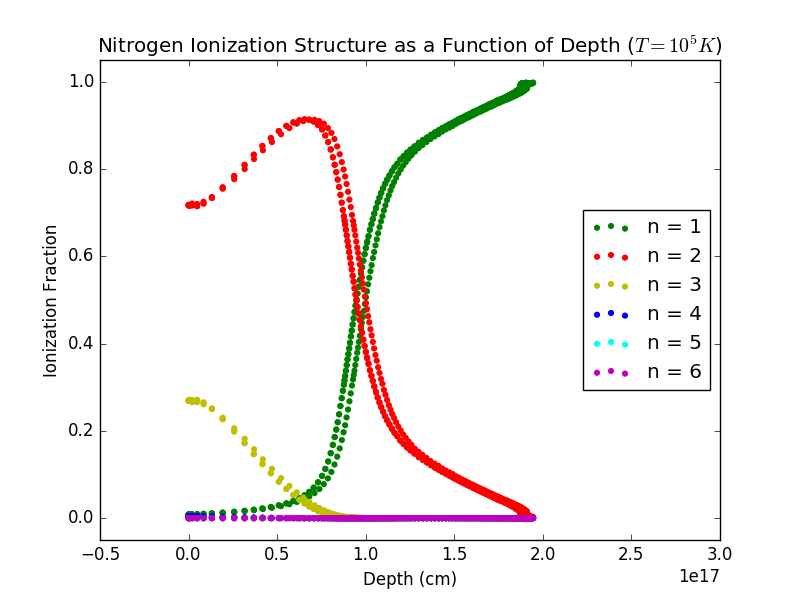 Nitrogen Ionization Structure as a Function of Depth (T = 10^5 K)
1.0
0.8
0.6
0.4
0.2
0.0
Ionization Fraction
n = 1
n = 2
n = 3
n = 4
n = 5
n = 6
−0.5 0.0 0.5 1.0 1.5 2.0 2.5 3.0
1e17
Depth (cm)